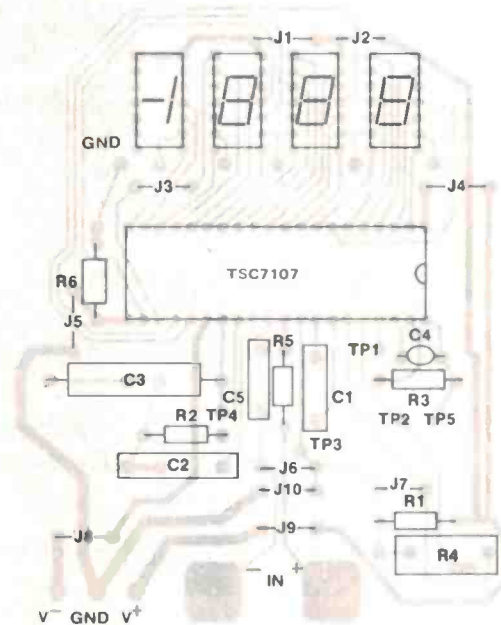 J1 J2
GND
J3 J4
TSC7107
R6
J5
R5 TP1 C4
C3 C5 C1 R3
R2 TP4 TP2 TP5
TP3
C2
J6
J10 J7
R1
J8 J9
R4
- +
IN
V- GND V+